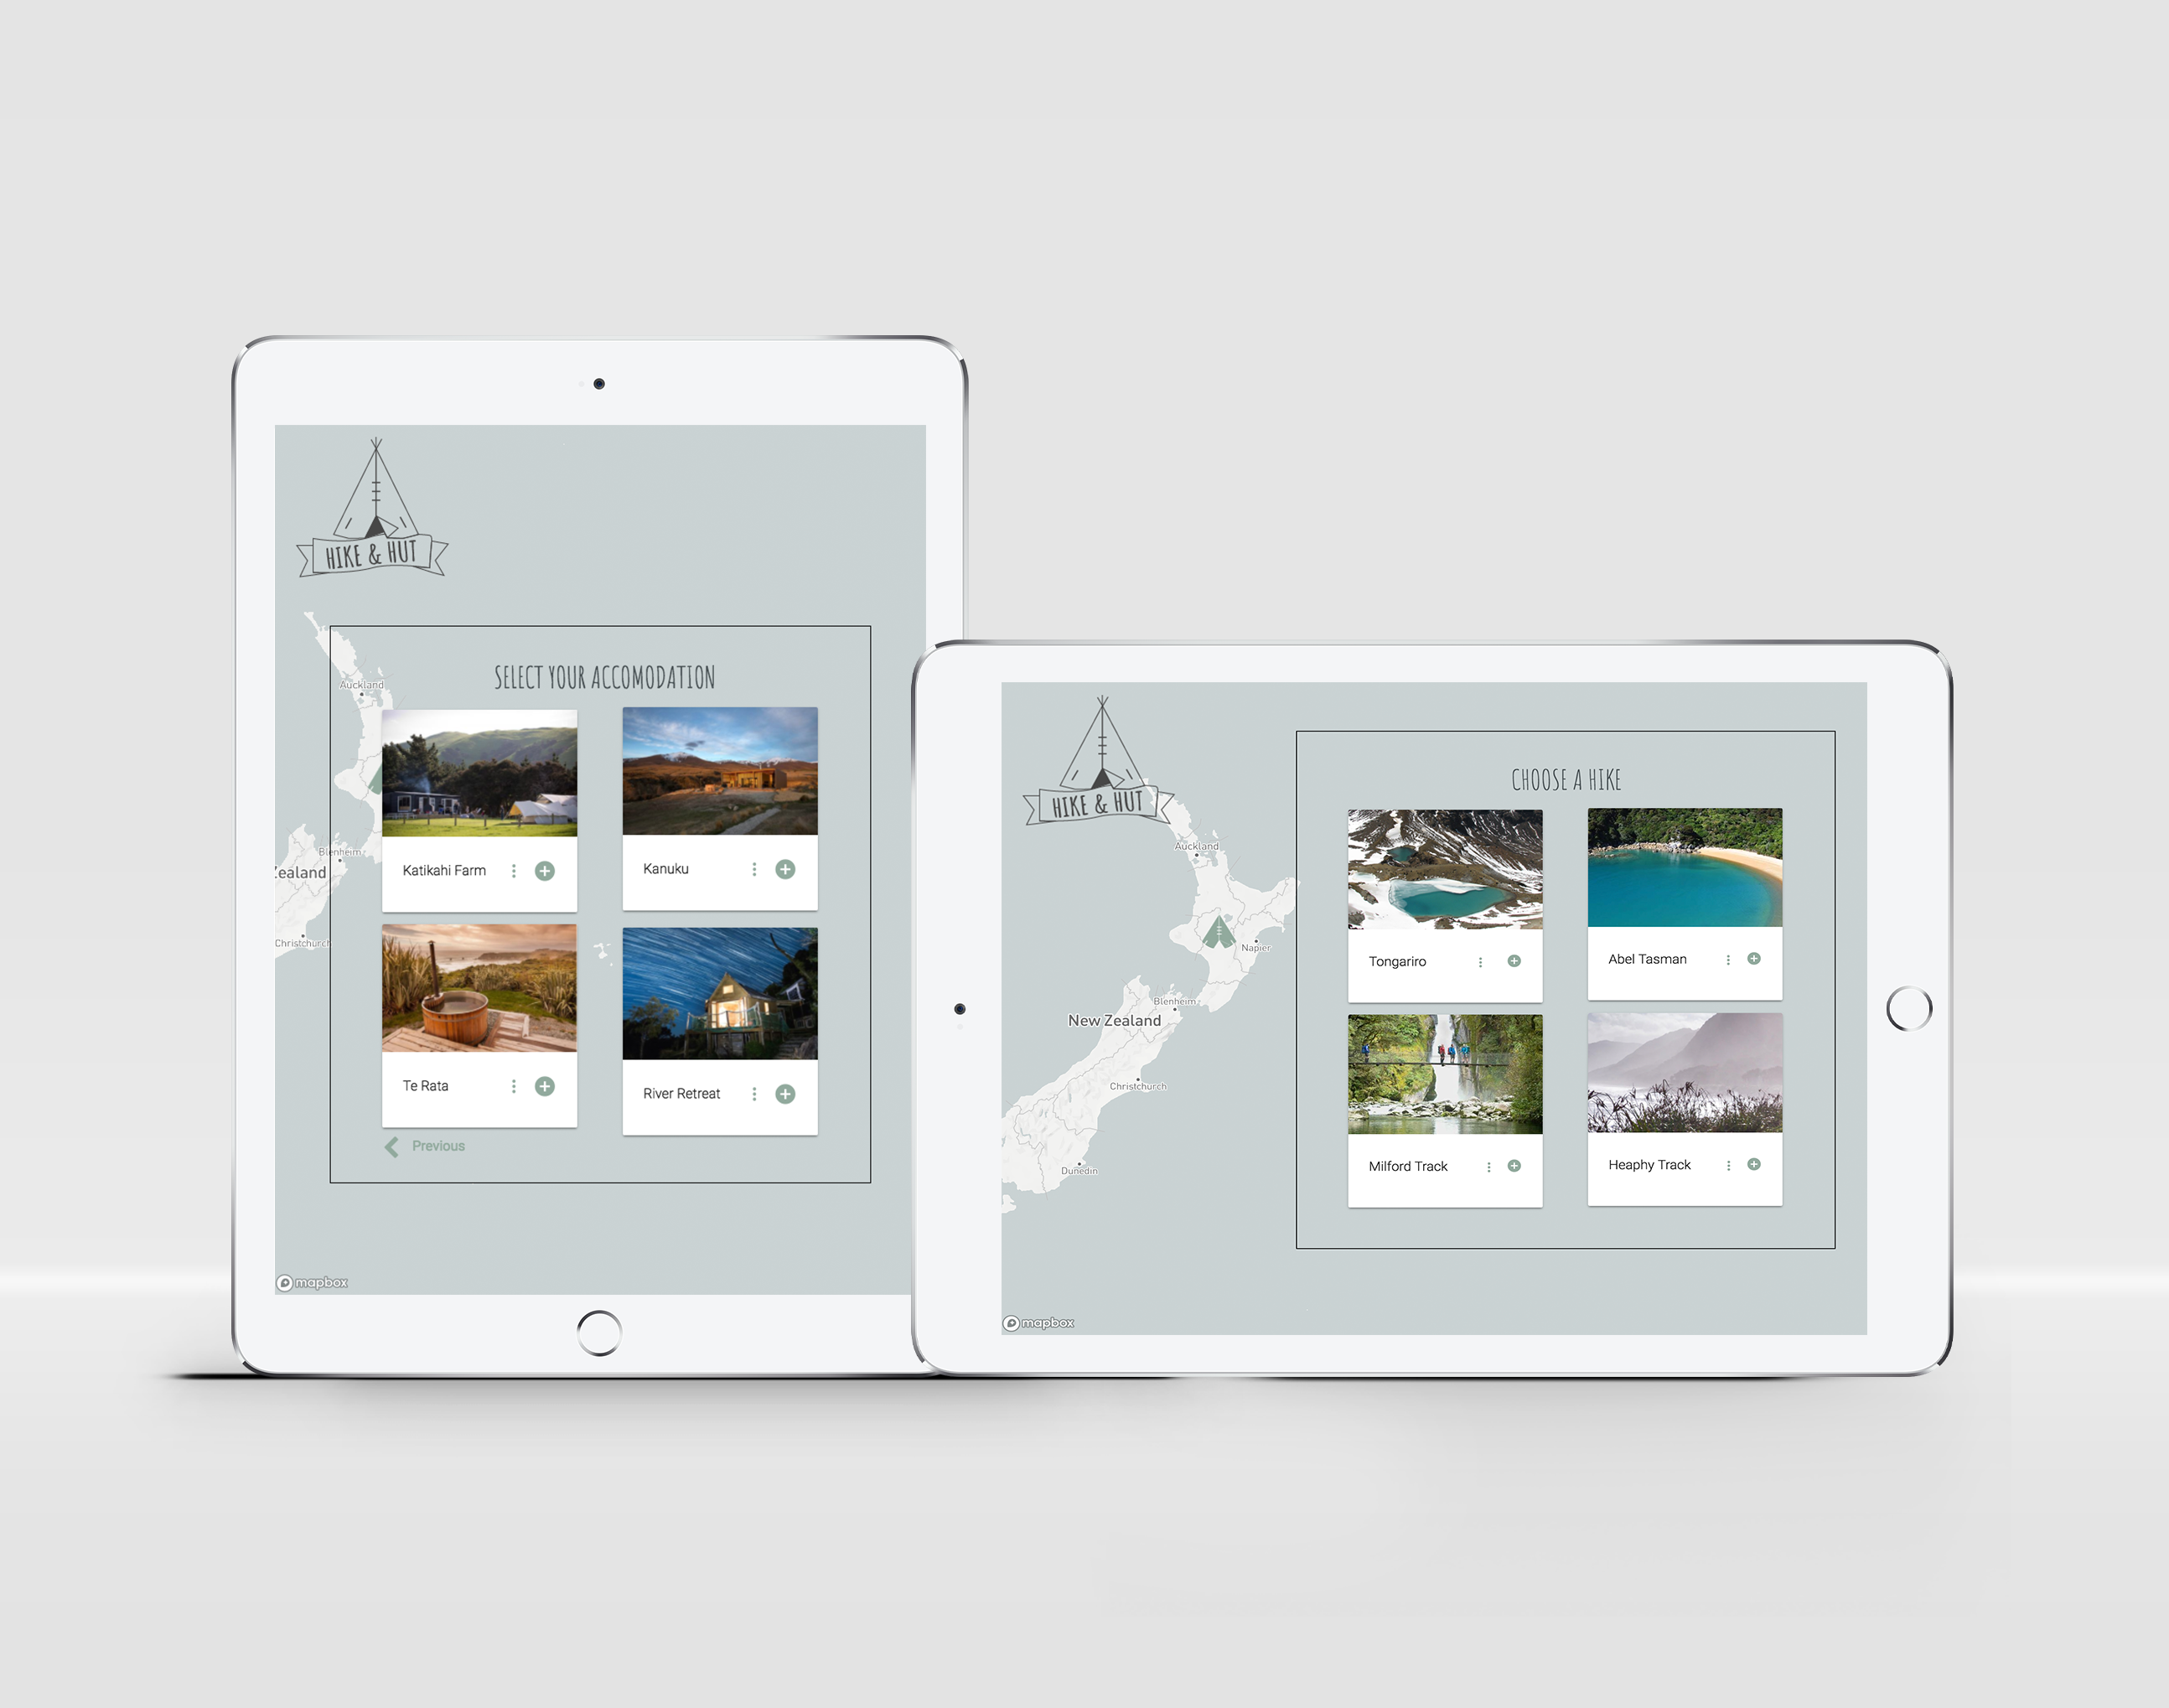 HIKE & HUT
SELECT YOUR ACCOMODATION
Auckland
Katikahi Farm
Kanuku
Blenheim
Zealand
Christchurch
Te Rata
River Retreat
Previous
mapbox
HIKE & HUT
CHOOSE A HIKE
Auckland
Tongariro
Abel Tasman
Napier
Blenheim
New Zealand
Christchurch
Milford Track
Heaphy Track
Dunedin
mapbox